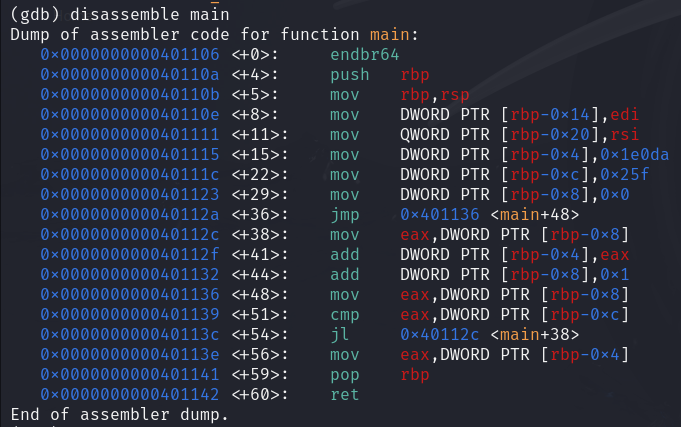 (gdb) disassemble main
Dump of assembler code for function main:
   0x0000000000401106 <+0>:     endbr64
   0x000000000040110a <+4>:     push   rbp
   0x000000000040110b <+5>:     mov    rbp,rsp
   0x000000000040110e <+8>:     mov    DWORD PTR [rbp-0x14],edi
   0x0000000000401111 <+11>:    mov    QWORD PTR [rbp-0x20],rsi
   0x0000000000401115 <+15>:    mov    DWORD PTR [rbp-0x4],0x1e0da
   0x000000000040111c <+22>:    mov    DWORD PTR [rbp-0xc],0x25f
   0x0000000000401123 <+29>:    mov    DWORD PTR [rbp-0x8],0x0
   0x000000000040112a <+36>:    jmp    0x401136 <main+48>
   0x000000000040112c <+38>:    mov    eax,DWORD PTR [rbp-0x8]
   0x000000000040112f <+41>:    add    DWORD PTR [rbp-0x4],eax
   0x0000000000401132 <+44>:    add    DWORD PTR [rbp-0x8],0x1
   0x0000000000401136 <+48>:    mov    eax,DWORD PTR [rbp-0x8]
   0x0000000000401139 <+51>:    cmp    eax,DWORD PTR [rbp-0xc]
   0x000000000040113c <+54>:    jl     0x40112c <main+38>
   0x000000000040113e <+56>:    mov    eax,DWORD PTR [rbp-0x4]
   0x0000000000401141 <+59>:    pop    rbp
   0x0000000000401142 <+60>:    ret
End of assembler dump.